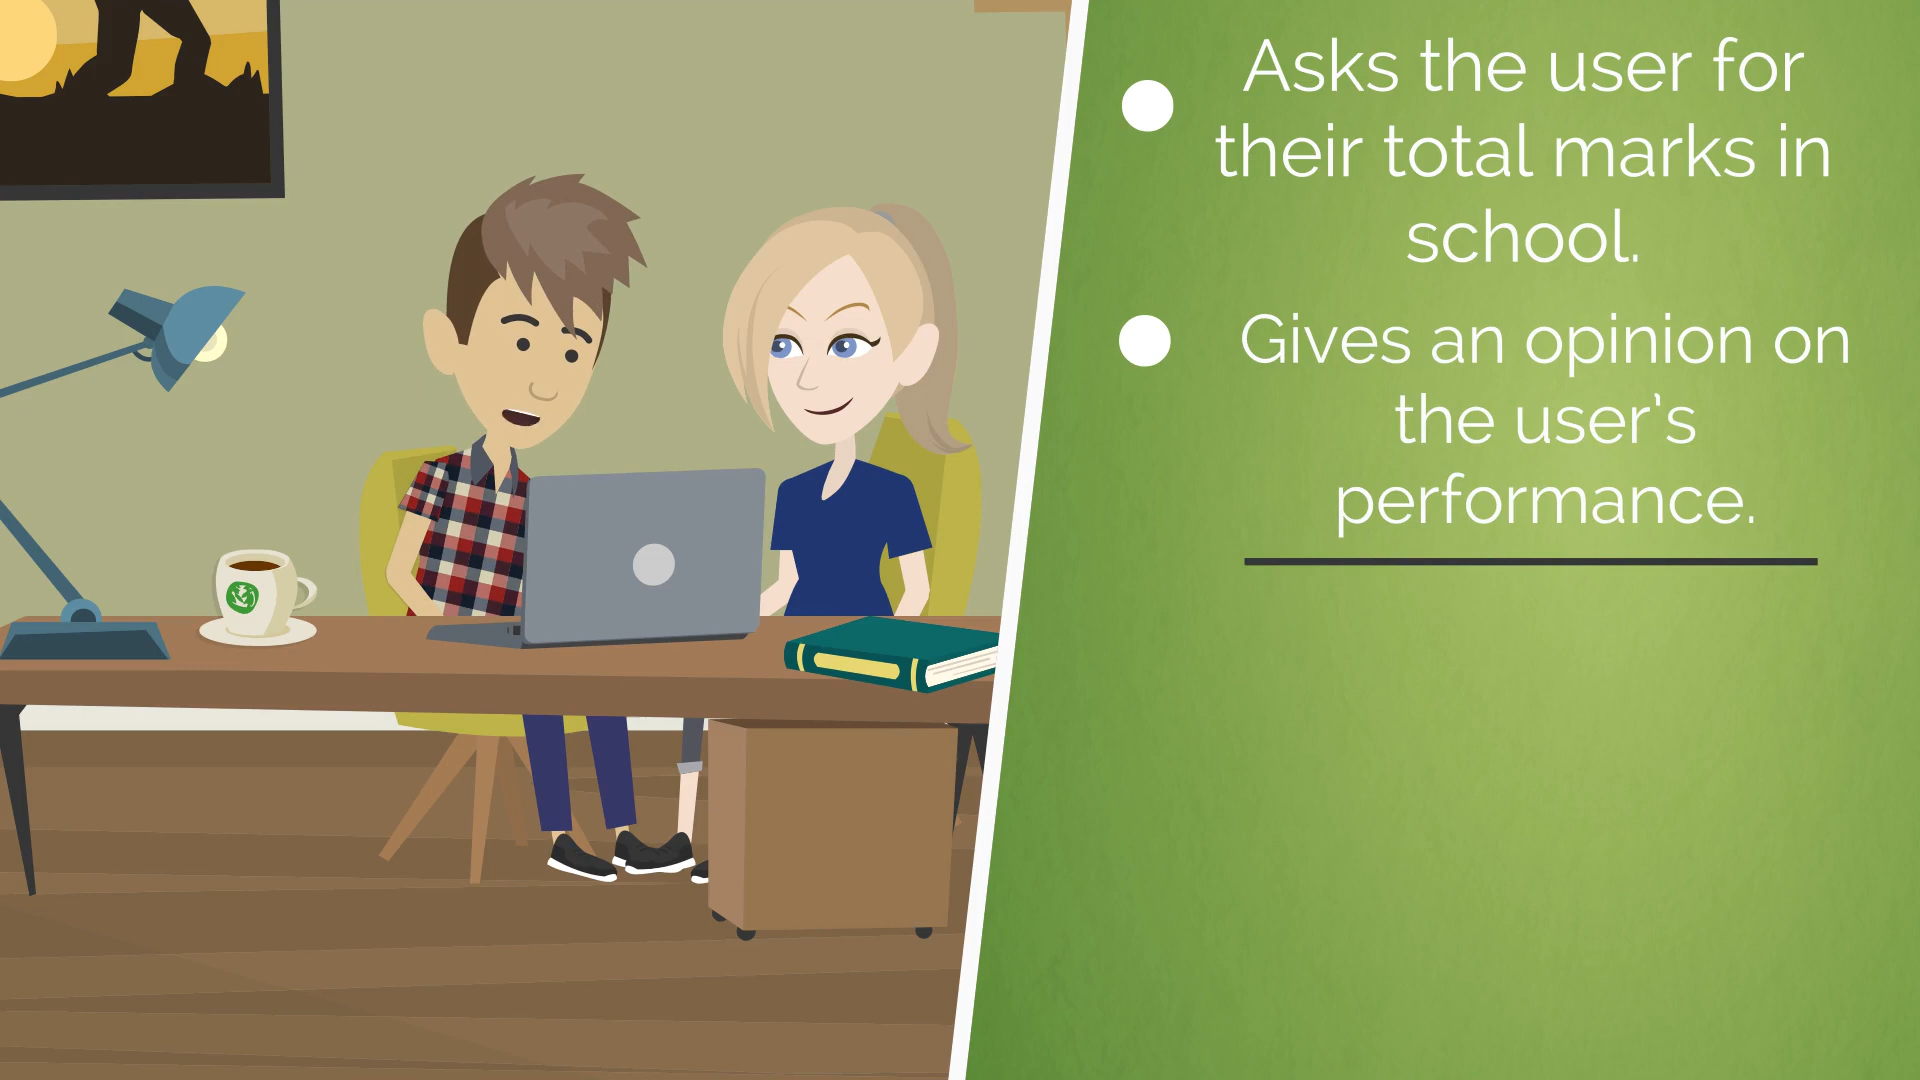 Asks the user for
their total marks in
school.
Gives an opinion on
the user's
performance.